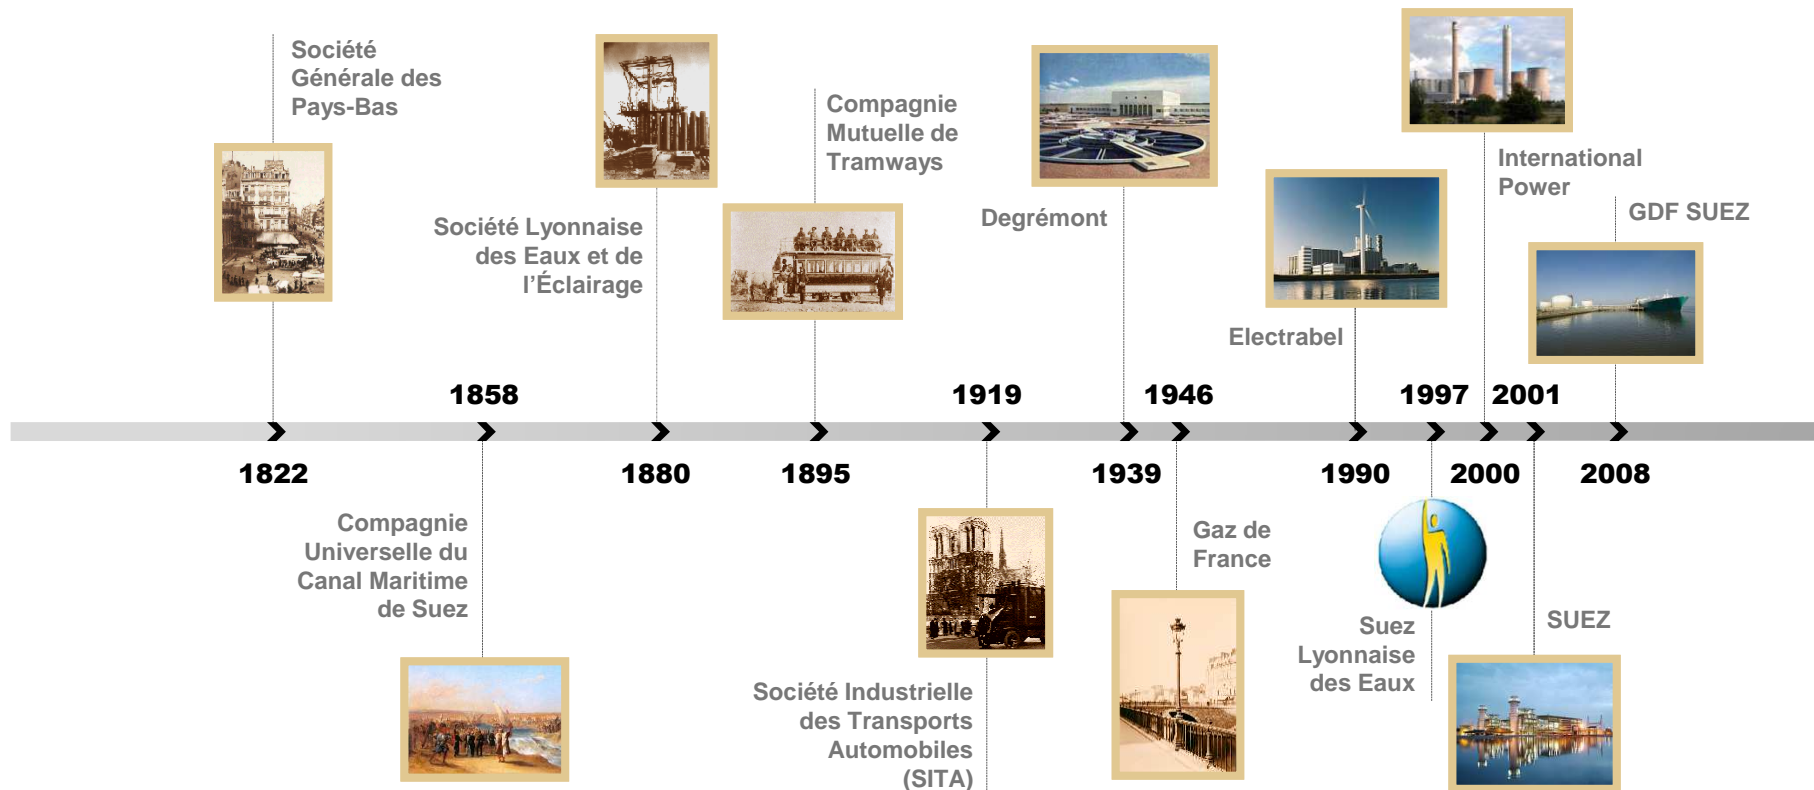 Société
Générale des
Pays-Bas
Société Lyonnaise
des Eaux et de
l’Éclairage
Compagnie
Mutuelle de
Tramways
Degrémont
Electrabel
International
Power
GDF SUEZ
1858
1919
1946
1997
2001
1822
1880
1895
1939
1990
2000
2008
Compagnie
Universelle du
Canal Maritime
de Suez
Société Industrielle
des Transports
Automobiles
(SITA)
Gaz de
France
Suez
Lyonnaise
des Eaux
SUEZ